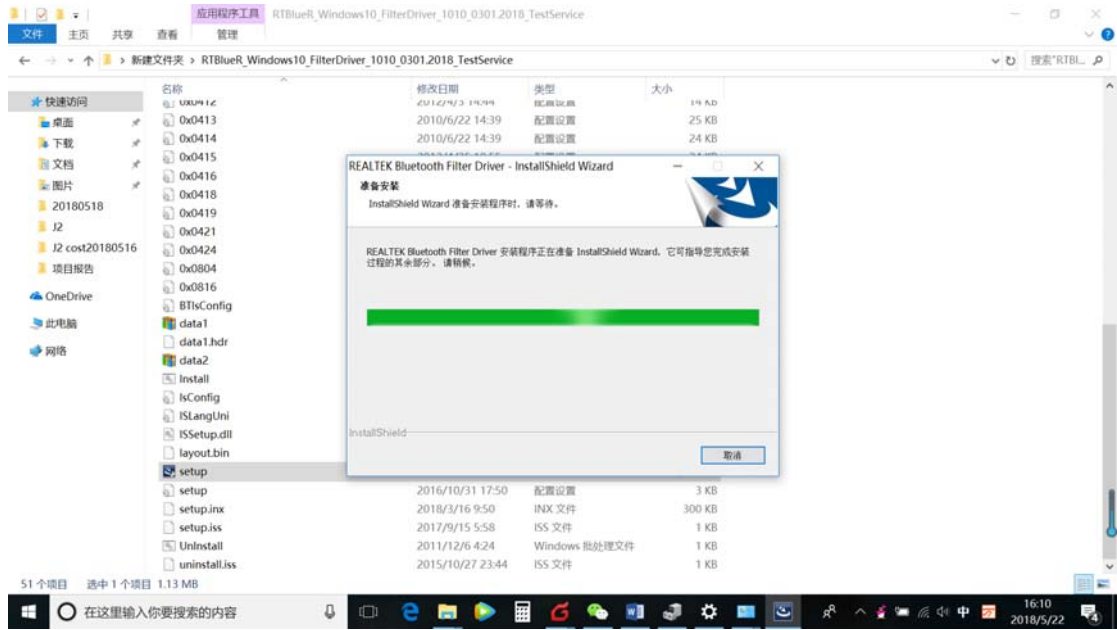 应用程序工具 RTBlueR_Windows10_FilterDriver_1010_0301.2018_TestService
文件 主页 共享 查看 管理
新建文件夹 › RTBlueR_Windows10_FilterDriver_1010_0301.2018_TestService 搜索"RTBl...
名称 修改日期 类型 大小
快速访问
0x0412 2012/4/3 14:44 配置设置 14 KB
桌面
0x0413 2010/6/22 14:39 配置设置 25 KB
下载
0x0414 2010/6/22 14:39 配置设置 24 KB
文档
0x0415
图片
0x0416
20180518
0x0418
J2
0x0419
J2 cost20180516
0x0421
项目报告
0x0424
OneDrive
0x0804
此电脑
0x0816
网络
BTIsConfig
data1
data1.hdr
data2
Install
IsConfig
ISLangUni
ISSetup.dll
layout.bin
setup
setup 2016/10/31 17:50 配置设置 3 KB
setup.inx 2018/3/16 9:50 INX 文件 300 KB
setup.iss 2017/9/15 5:58 ISS 文件 1 KB
UnInstall 2011/12/6 4:24 Windows 批处理文件 1 KB
uninstall.iss 2015/10/27 23:44 ISS 文件 1 KB
REALTEK Bluetooth Filter Driver - InstallShield Wizard
准备安装
InstallShield Wizard 准备安装程序时，请等待。
REALTEK Bluetooth Filter Driver 安装程序正在准备 InstallShield Wizard，它可指导您完成安装
过程的其余部分。请稍候。
InstallShield
取消
51 个项目 选中 1 个项目 1.13 MB
在这里输入你要搜索的内容
中
16:10
2018/5/22
4